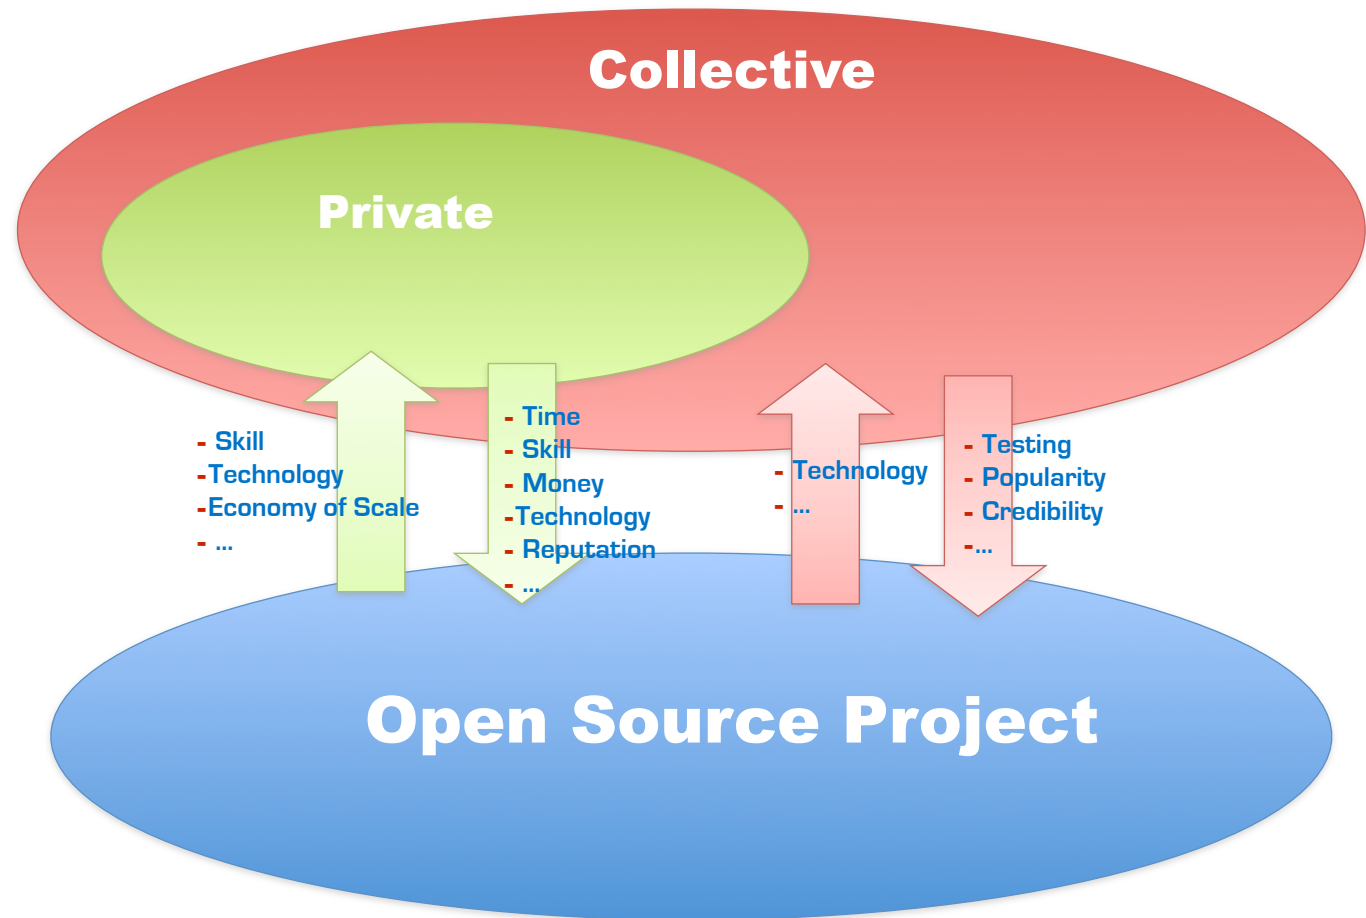 Collective
Private
- Skill
-Technology
-Economy of Scale
- ...
- Time
- Skill
- Money
-Technology
- Reputation
- ...
- Technology
- ...
- Testing
- Popularity
- Credibility
-...
Open Source Project